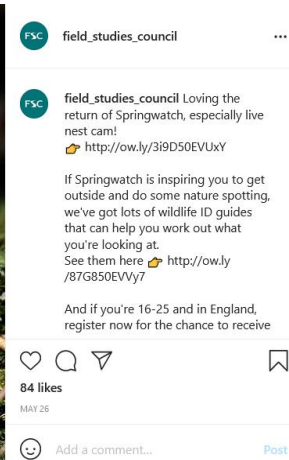 FSC
field_studies_council
...
FSC
field_studies_council Loving the
return of Springwatch, especially live
nest cam!
👉 http://ow.ly/3i9D50EVUxY
If Springwatch is inspiring you to get
outside and do some nature spotting,
we've got lots of wildlife ID guides
that can help you work out what
you're looking at.
See them here 👉 http://ow.ly
/87G850EVVy7
And if you're 16-25 and in England,
register now for the chance to receive
84 likes
MAY 26
Add a comment...
Post